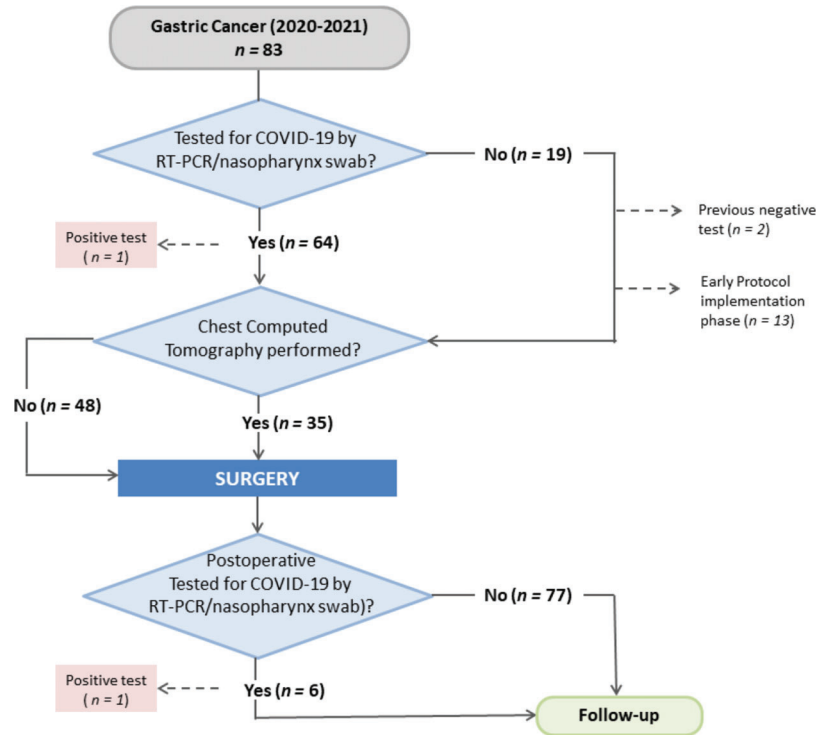 Gastric Cancer (2020-2021)
n = 83
Tested for COVID-19 by
RT-PCR/nasopharynx swab?
No (n = 19)
Previous negative
test (n = 2)
Positive test
( n = 1)
Yes (n = 64)
Early Protocol
implementation
phase (n = 13)
Chest Computed
Tomography performed?
No (n = 48)
Yes (n = 35)
SURGERY
Postoperative
Tested for COVID-19 by
RT-PCR/nasopharynx swab)?
No (n = 77)
Positive test
( n = 1)
Yes (n = 6)
Follow-up